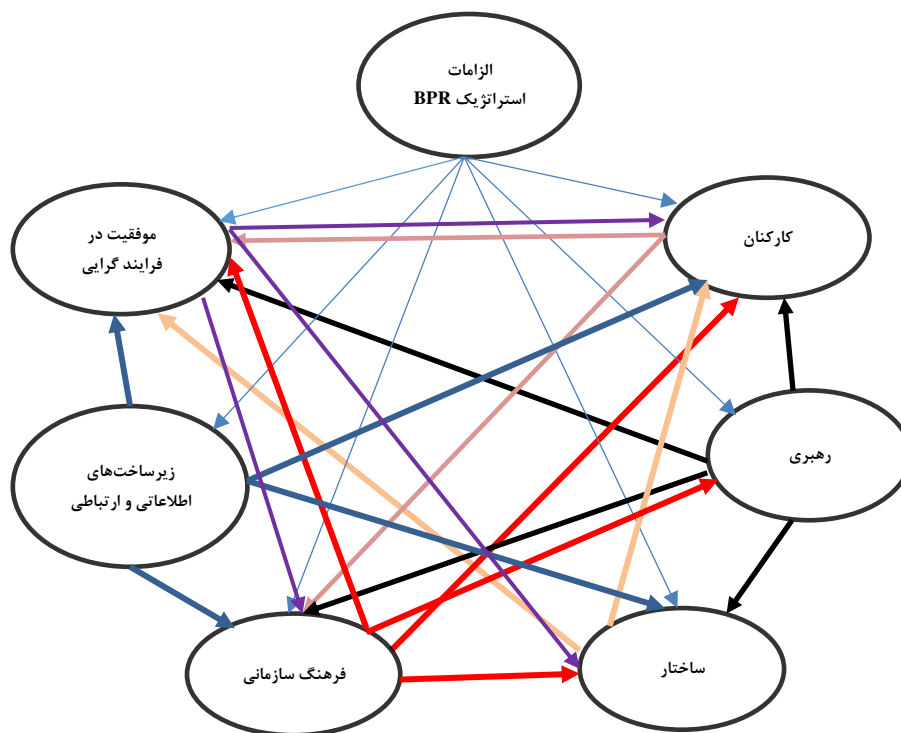 الزامات
استراتژیک BPR
کارکنان
موفقیت در
فرایند گرایی
رهبری
زیرساخت‌های
اطلاعاتی و ارتباطی
ساختار
فرهنگ سازمانی